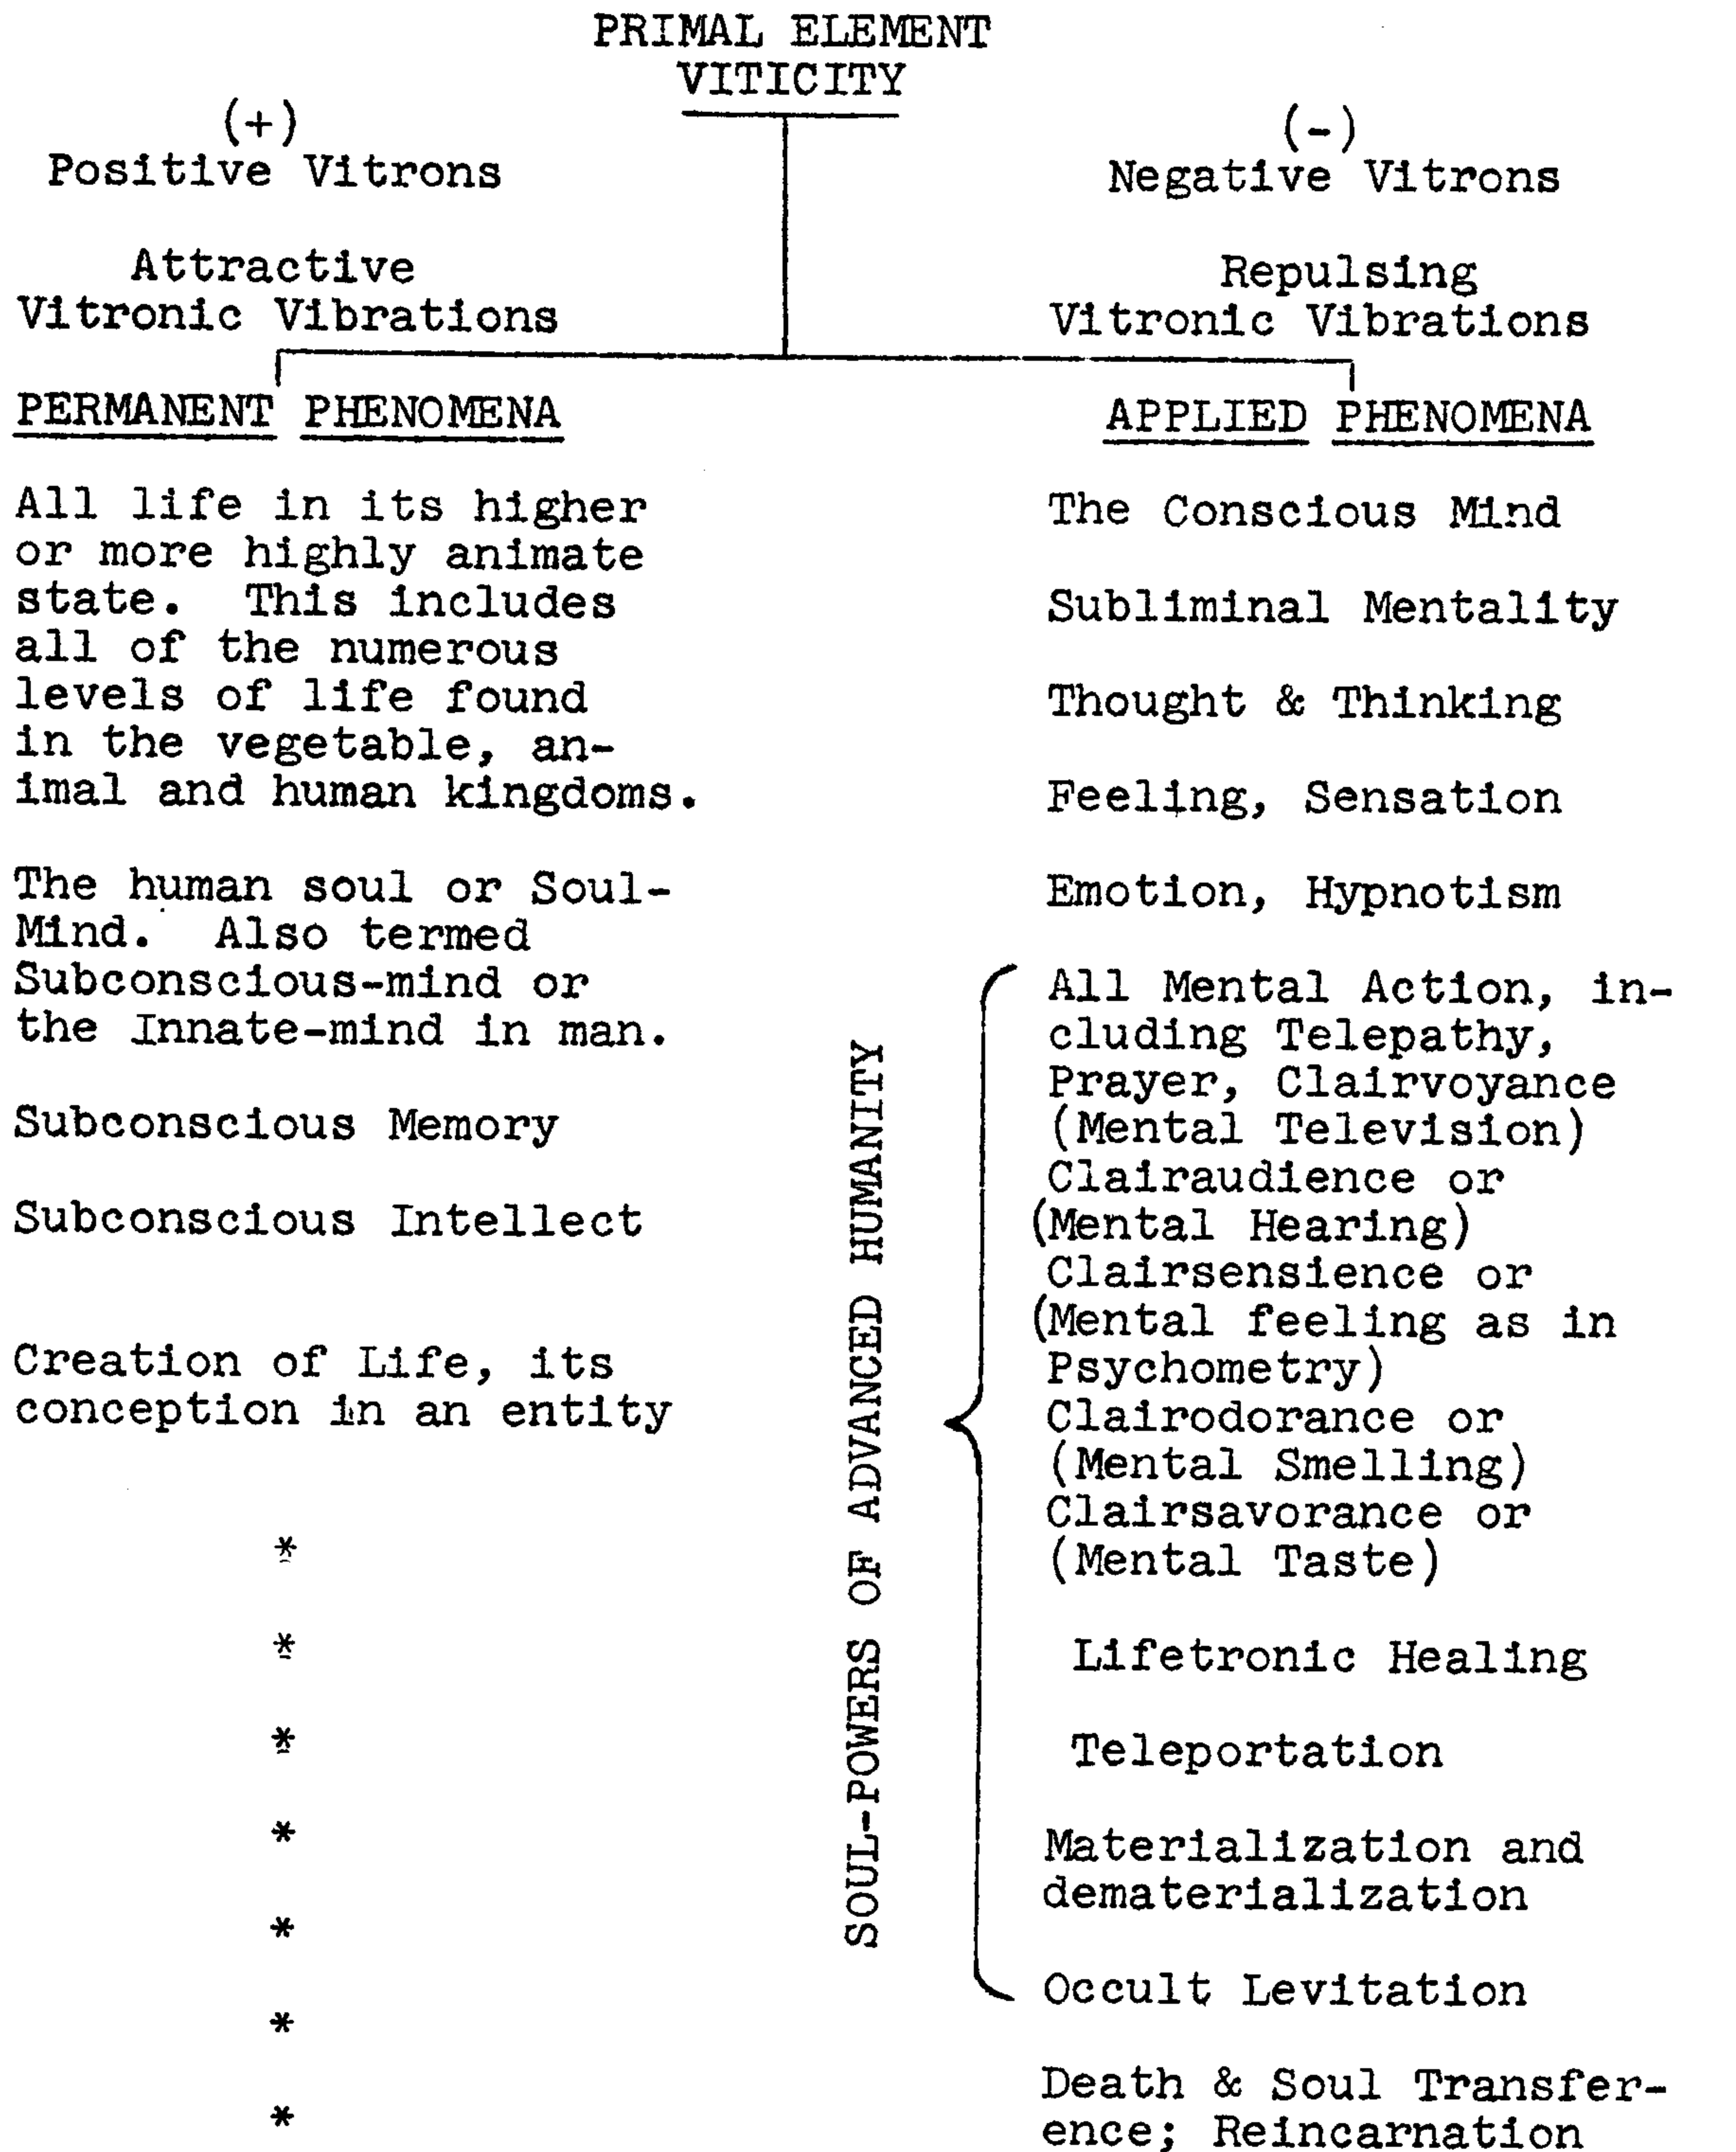 PRIMAL ELEMENT
VITICITY
(+)
Positive Vitrons
Attractive
Vitronic Vibrations
PERMANENT PHENOMENA
All life in its higher
or more highly animate
state. This includes
all of the numerous
levels of life found
in the vegetable, an-
imal and human kingdoms.
The human soul or Soul-
Mind. Also termed
Subconscious-mind or
the Innate-mind in man.
Subconscious Memory
Subconscious Intellect
Creation of Life, its
conception in an entity
*
*
*
*
*
*
*
(-)
Negative Vitrons
Repulsing
Vitronic Vibrations
APPLIED PHENOMENA
The Conscious Mind
Subliminal Mentality
Thought & Thinking
Feeling, Sensation
Emotion, Hypnotism
SOUL-POWERS OF ADVANCED HUMANITY
All Mental Action, in-
cluding Telepathy,
Prayer, Clairvoyance
(Mental Television)
Clairaudience or
(Mental Hearing)
Clairsensience or
(Mental feeling as in
Psychometry)
Clairodorance or
(Mental Smelling)
Clairsavorance or
(Mental Taste)
Lifetronic Healing
Teleportation
Materialization and
dematerialization
Occult Levitation
Death & Soul Transfer-
ence; Reincarnation